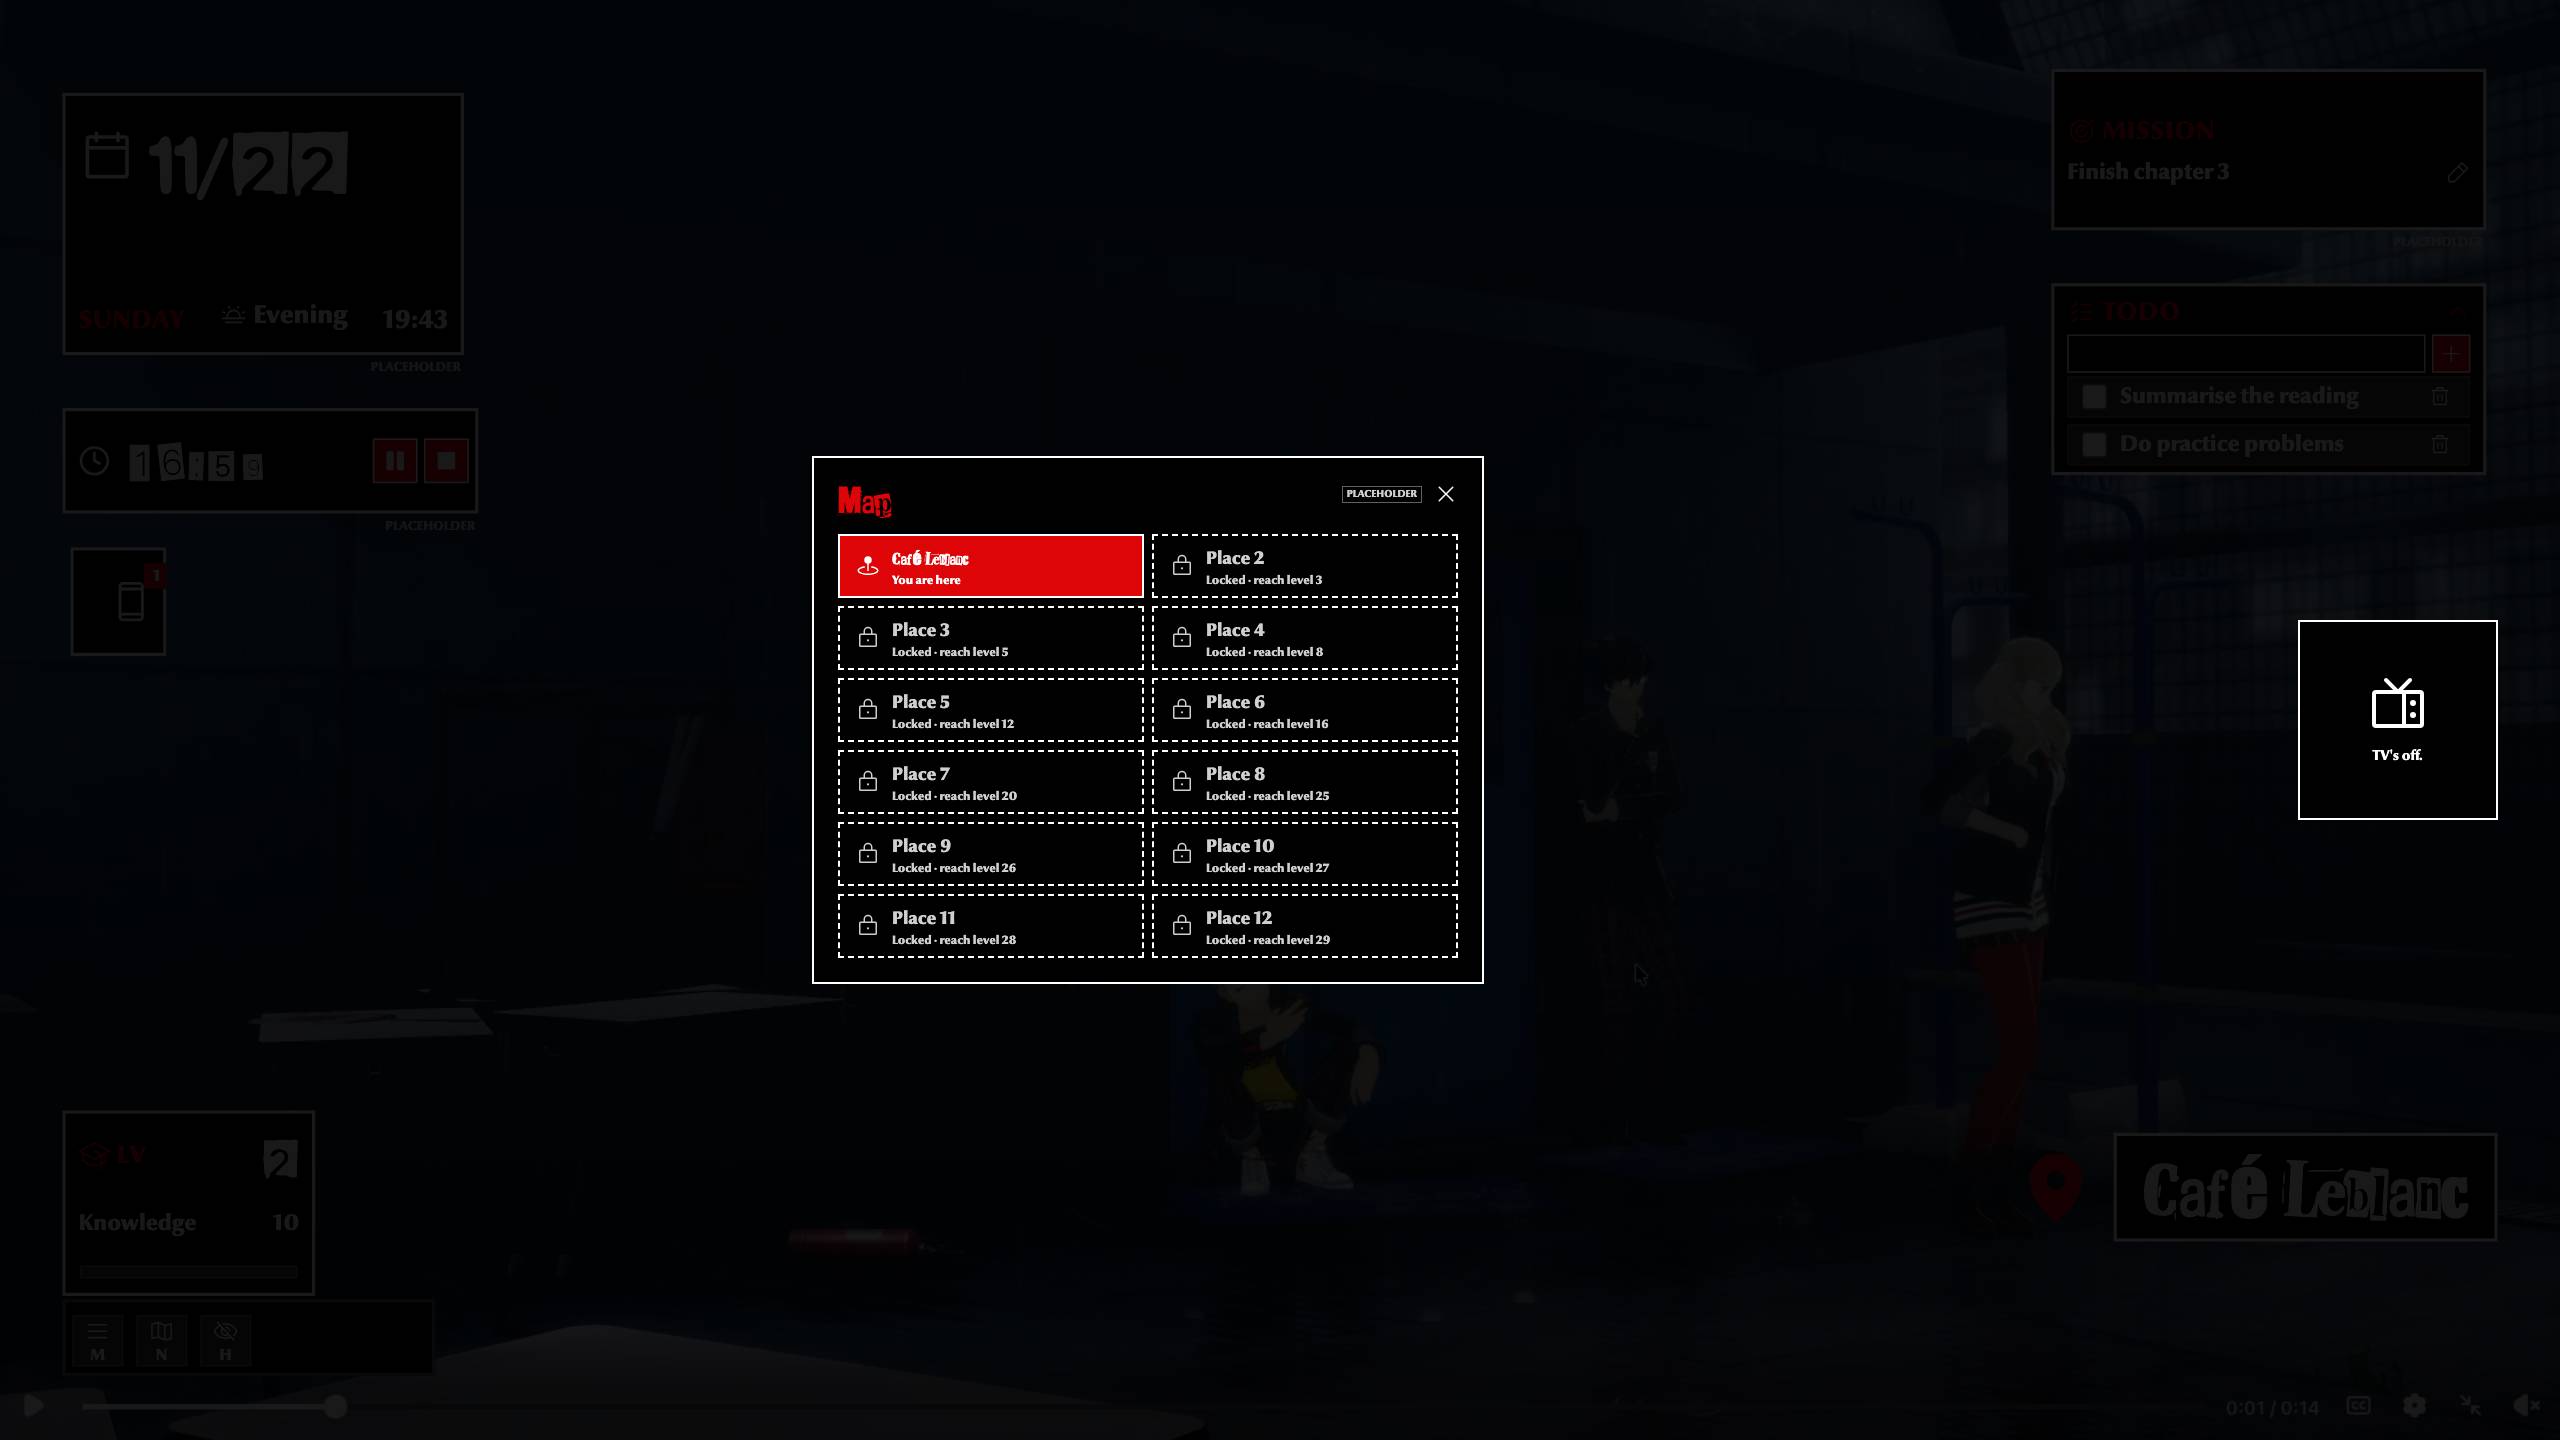 11/22
SUNDAY Evening 19:43
PLACEHOLDER
16:59
PLACEHOLDER
1
MISSION
Finish chapter 3
PLACEHOLDER
TODO
Summarise the reading
Do practice problems
Map
PLACEHOLDER
Café Leblanc
You are here
Place 2
Locked · reach level 3
Place 3
Locked · reach level 5
Place 4
Locked · reach level 8
Place 5
Locked · reach level 12
Place 6
Locked · reach level 16
Place 7
Locked · reach level 20
Place 8
Locked · reach level 25
Place 9
Locked · reach level 26
Place 10
Locked · reach level 27
Place 11
Locked · reach level 28
Place 12
Locked · reach level 29
TV's off.
LV 2
Knowledge 10
M N H
Café Leblanc
0:01 / 0:14
CC